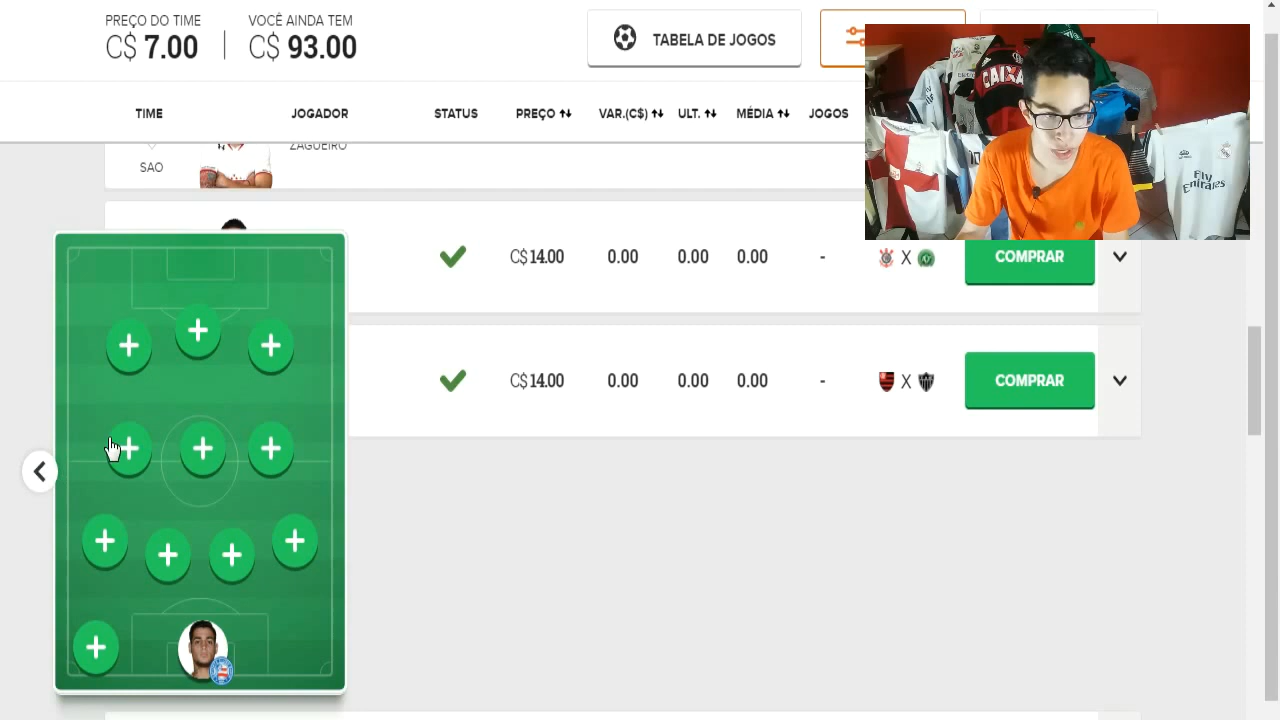 PREÇO DO TIME
C$ 7.00
VOCÊ AINDA TEM
C$ 93.00
TABELA DE JOGOS
TIME JOGADOR STATUS PREÇO VAR.(C$) ULT. MÉDIA JOGOS
SAO
ZAGUEIRO
C$ 14.00 0.00 0.00 0.00 - X COMPRAR
C$ 14.00 0.00 0.00 0.00 - X COMPRAR
CAIXA
Fly
Emirates